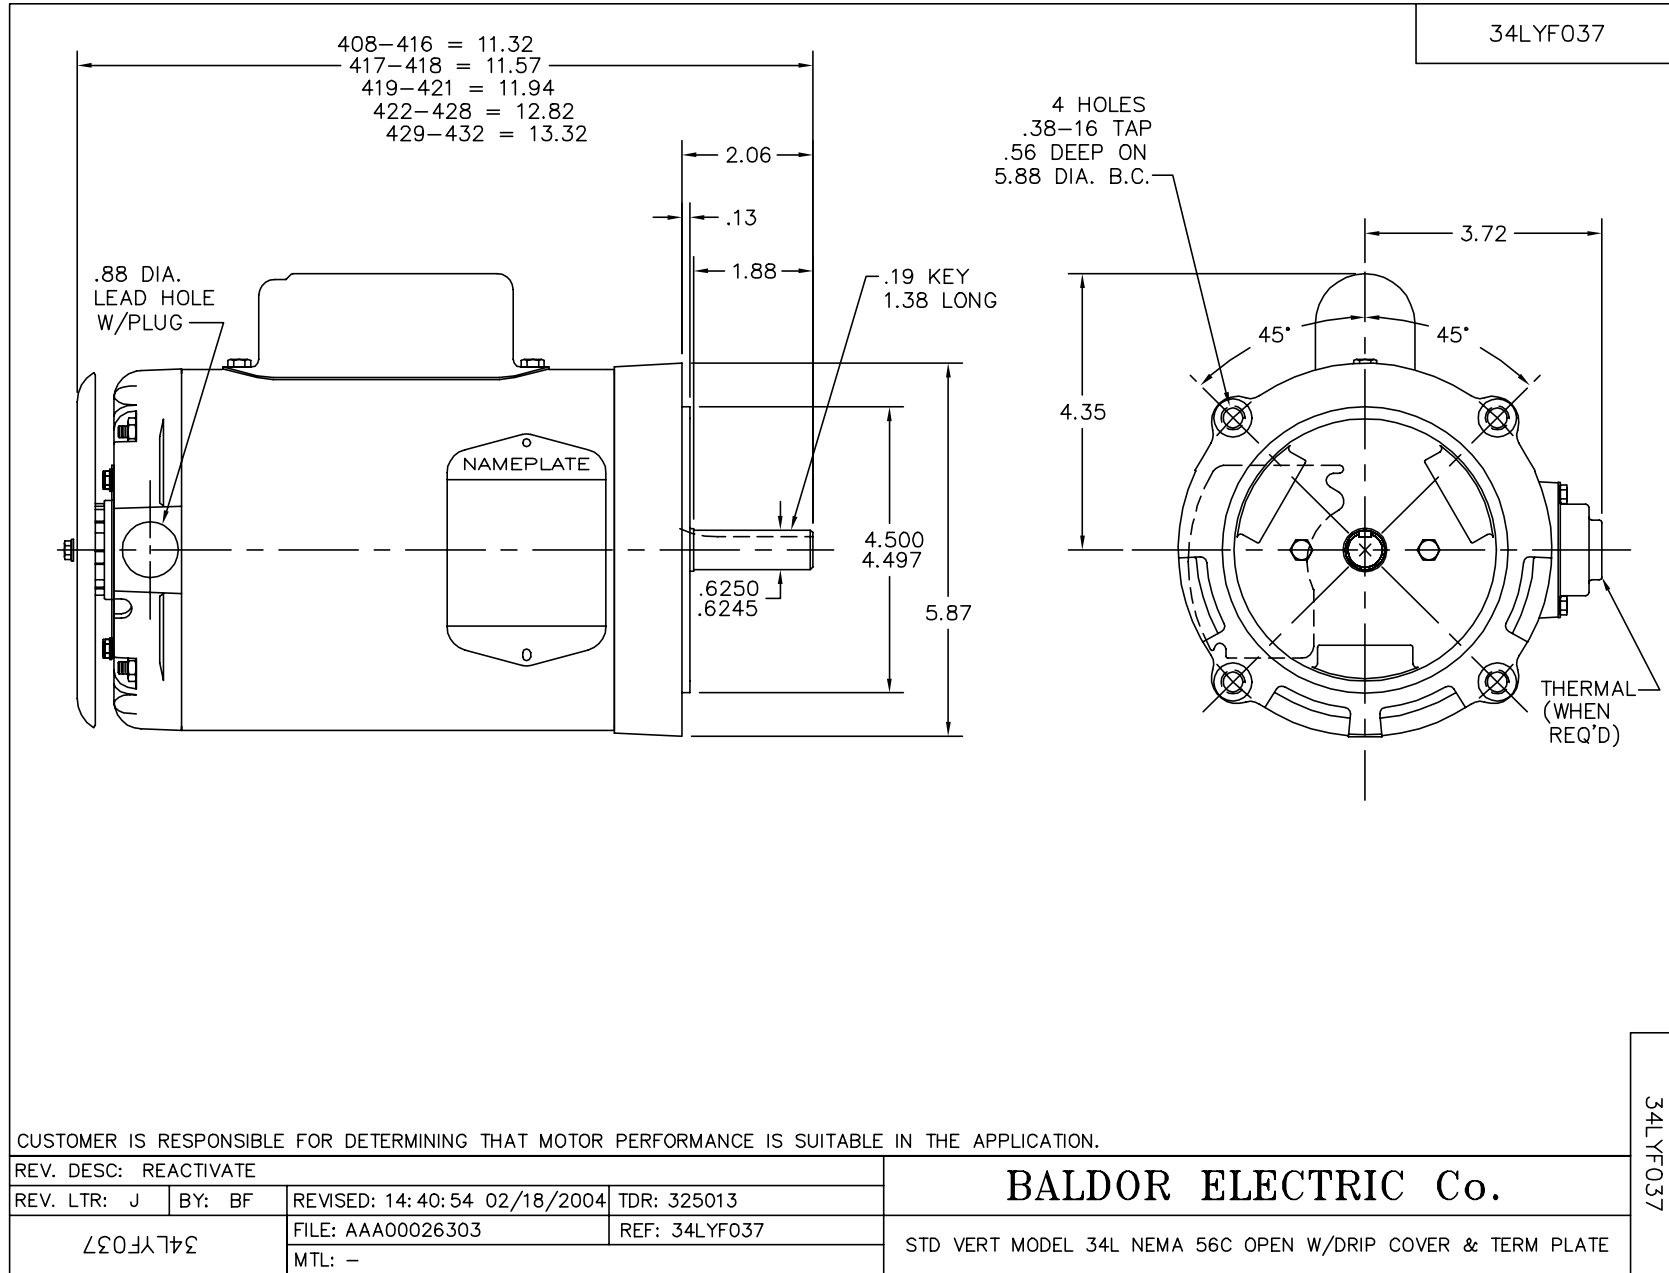 34LYF037
408-416 = 11.32
417-418 = 11.57
419-421 = 11.94
422-428 = 12.82
429-432 = 13.32
2.06
.13
1.88
.88 DIA.
LEAD HOLE
W/PLUG
.19 KEY
1.38 LONG
NAMEPLATE
4.500
4.497
.6250
.6245
5.87
4 HOLES
.38-16 TAP
.56 DEEP ON
5.88 DIA. B.C.
3.72
45°
45°
4.35
THERMAL
(WHEN
REQ'D)
CUSTOMER IS RESPONSIBLE FOR DETERMINING THAT MOTOR PERFORMANCE IS SUITABLE IN THE APPLICATION.
REV. DESC: REACTIVATE
REV. LTR: J
BY: BF
REVISED: 14:40:54 02/18/2004
TDR: 325013
34LYF037
FILE: AAA00026303
REF: 34LYF037
MTL: -
BALDOR ELECTRIC Co.
STD VERT MODEL 34L NEMA 56C OPEN W/DRIP COVER & TERM PLATE
34LYF037